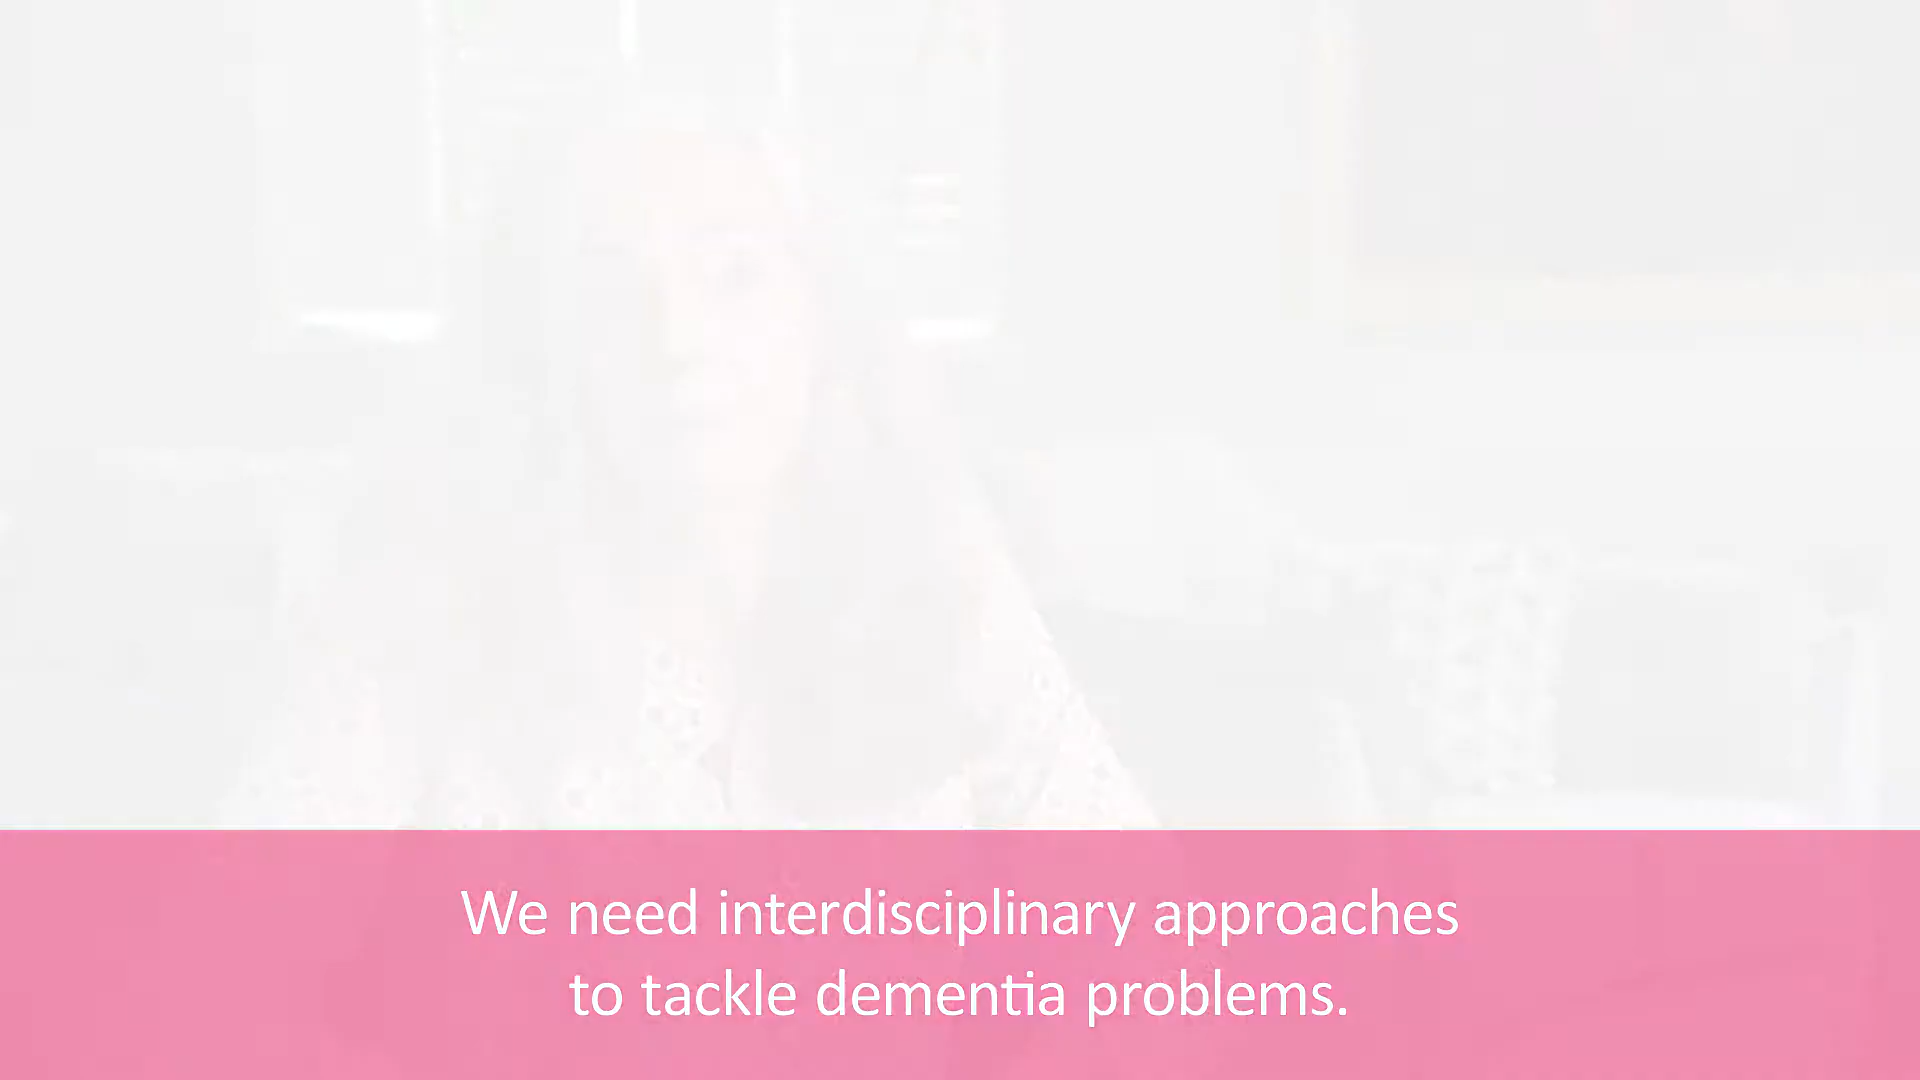 We need interdisciplinary approaches
to tackle dementia problems.